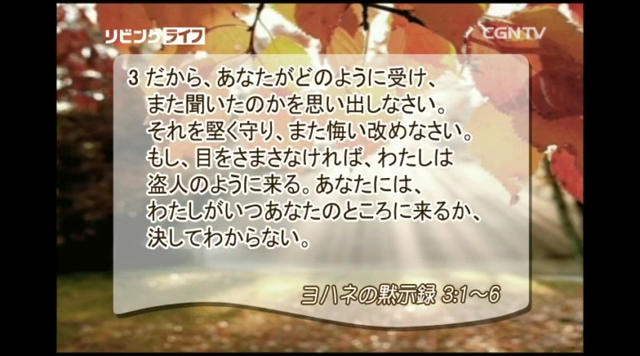 リビングライフ
CGNTV
3 だから、あなたがどのように受け、
また聞いたのかを思い出しなさい。
それを堅く守り、また悔い改めなさい。
もし、目をさまさなければ、わたしは
盗人のように来る。あなたには、
わたしがいつあなたのところに来るか、
決してわからない。
ヨハネの黙示録 3:1～6